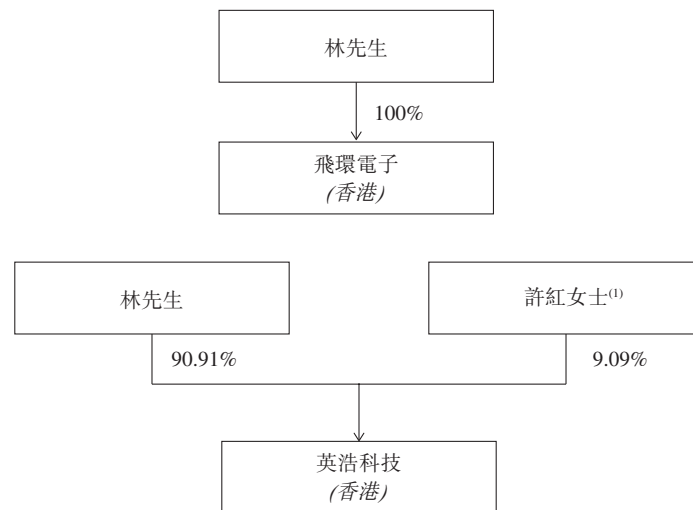 林先生
100%
飛環電子
(香港)
林先生
許紅女士(1)
90.91%
9.09%
英浩科技
(香港)